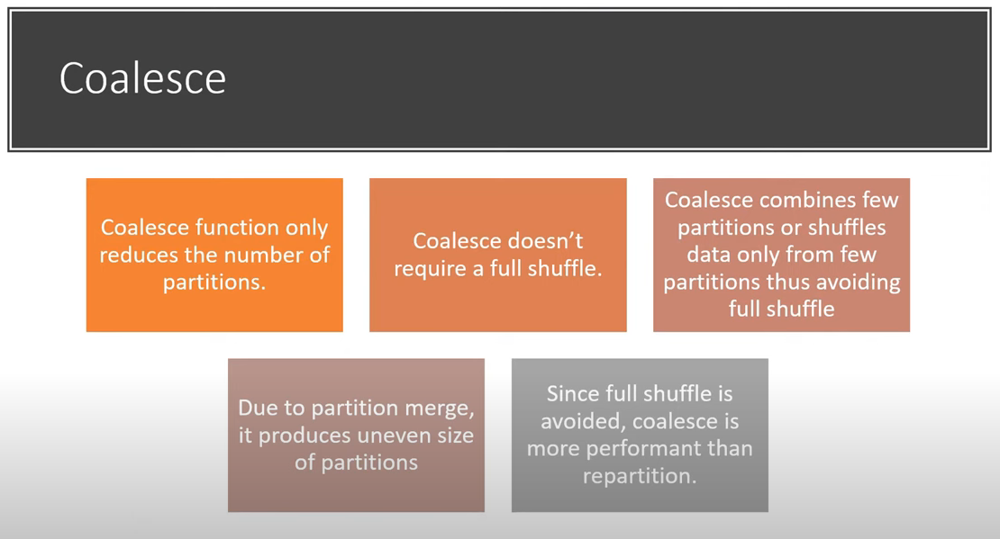 Coalesce
Coalesce function only
reduces the number of
partitions.
Coalesce doesn’t
require a full shuffle.
Coalesce combines few
partitions or shuffles
data only from few
partitions thus avoiding
full shuffle
Due to partition merge,
it produces uneven size
of partitions
Since full shuffle is
avoided, coalesce is
more performant than
repartition.